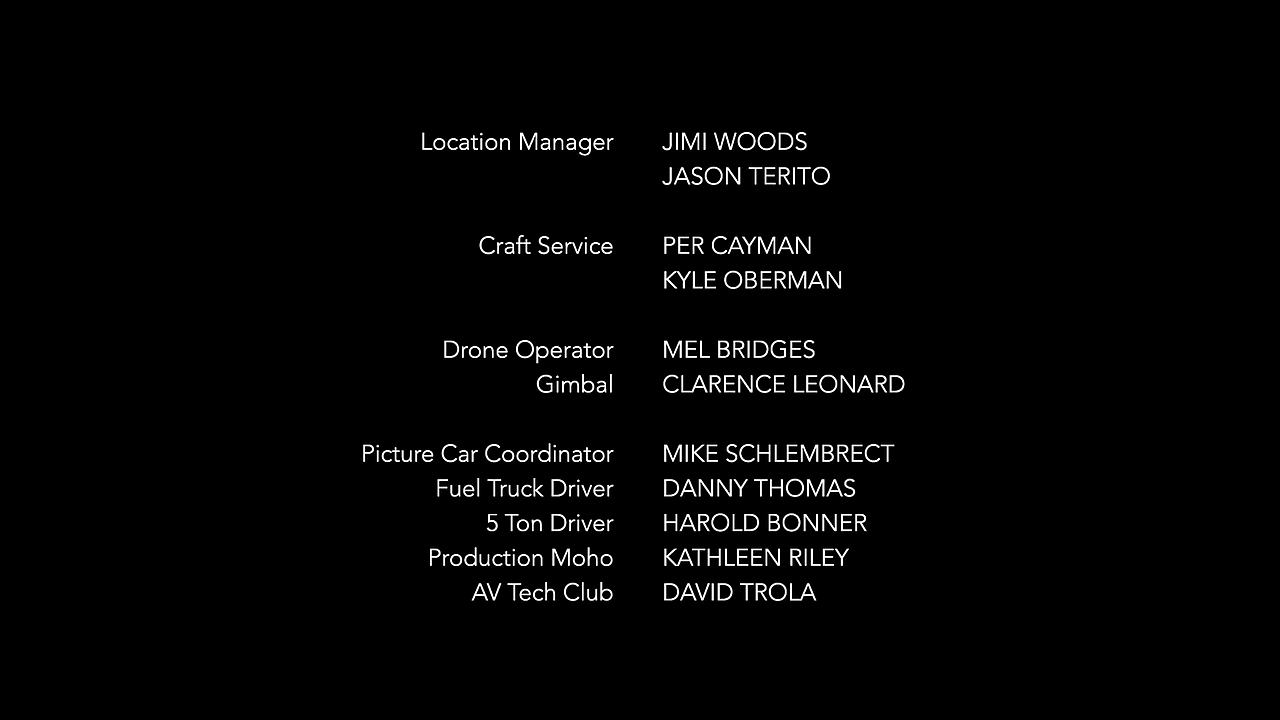 Location Manager JIMI WOODS
JASON TERITO
Craft Service PER CAYMAN
KYLE OBERMAN
Drone Operator MEL BRIDGES
Gimbal CLARENCE LEONARD
Picture Car Coordinator MIKE SCHLEMBRECT
Fuel Truck Driver DANNY THOMAS
5 Ton Driver HAROLD BONNER
Production Moho KATHLEEN RILEY
AV Tech Club DAVID TROLA